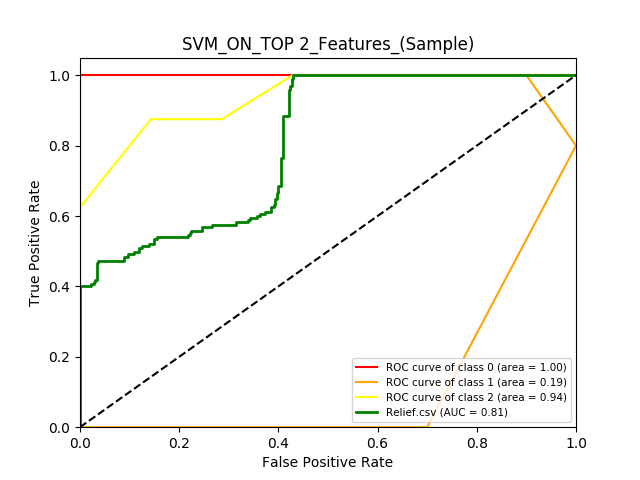 SVM_ON_TOP 2_Features_(Sample)
1.0
0.8
0.6
0.4
0.2
0.0
True Positive Rate
0.0 0.2 0.4 0.6 0.8 1.0
False Positive Rate
ROC curve of class 0 (area = 1.00)
ROC curve of class 1 (area = 0.19)
ROC curve of class 2 (area = 0.94)
Relief.csv (AUC = 0.81)